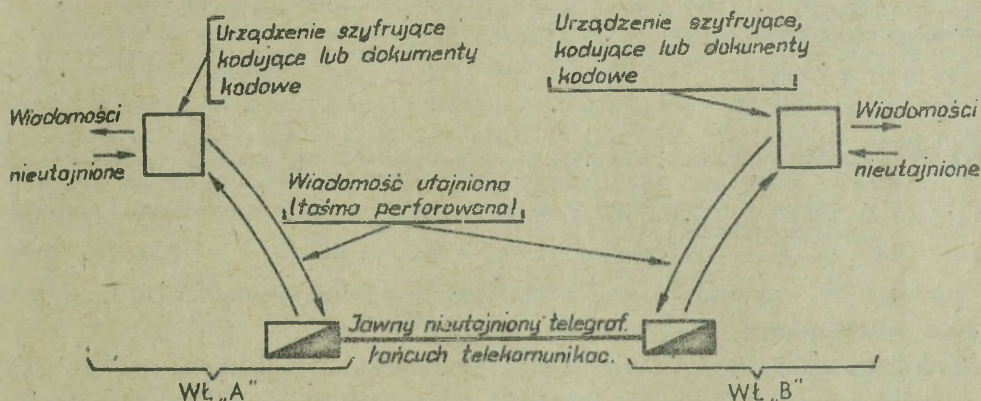 Urządzenie szyfrujące
kodujące lub dokumenty
kodowe
Urządzenie szyfrujące,
kodujące lub dokunenty
kodowe
Wiadomości
nieutajnione
Wiadomości
nieutajnione
Wiadomość utajniona
(taśma perforowana)
Jawny nieutajniony telegraf.
łańcuch telekomunikac.
WŁ „A"
WŁ „B"